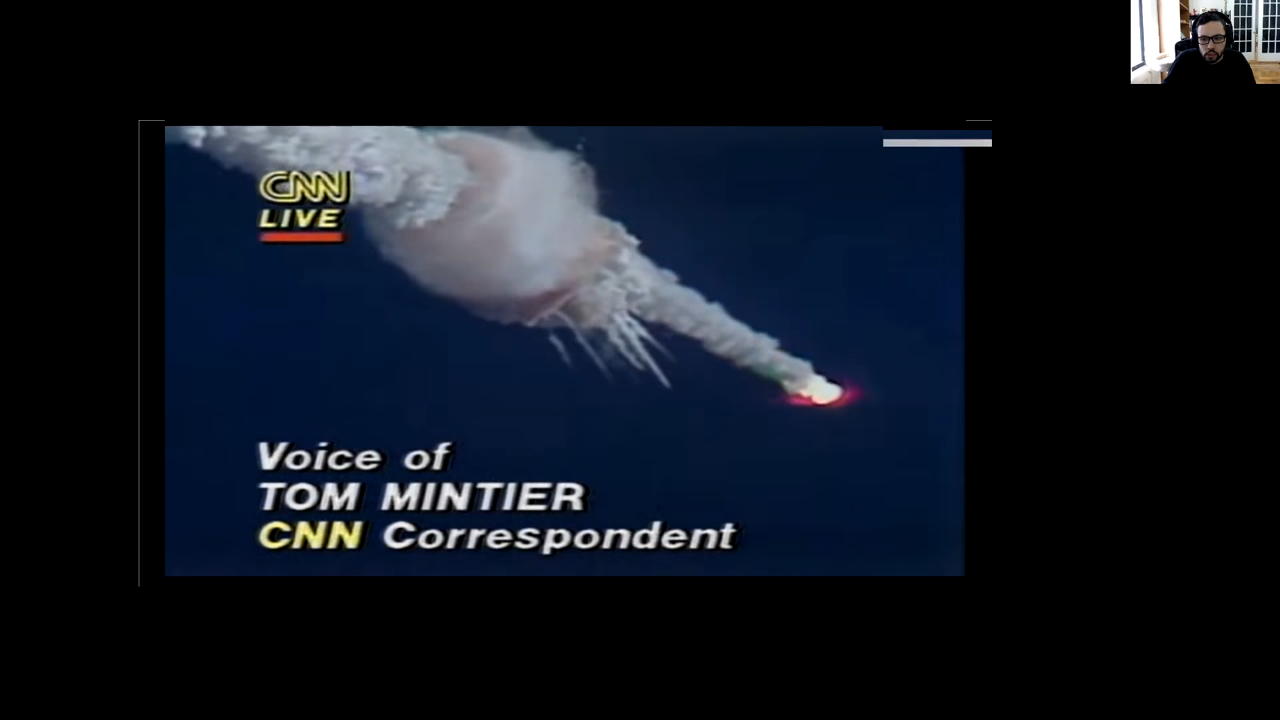 CNN
LIVE
Voice of
TOM MINTIER
CNN Correspondent